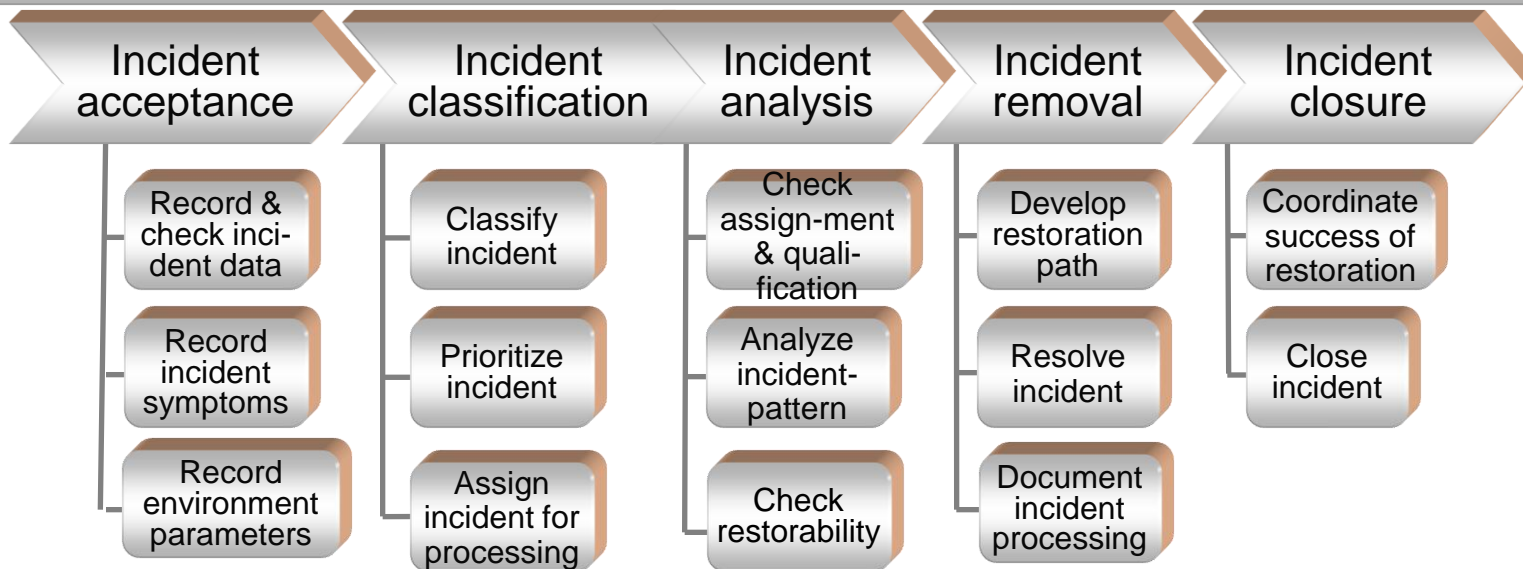 Incident
acceptance
Incident
classification
Incident
analysis
Incident
removal
Incident
closure
Record &
check inci-
dent data
Record
incident
symptoms
Record
environment
parameters
Classify
incident
Prioritize
incident
Assign
incident for
processing
Check
assign-ment
& quali-
fication
Analyze
incident-
pattern
Check
restorability
Develop
restoration
path
Resolve
incident
Document
incident
processing
Coordinate
success of
restoration
Close
incident